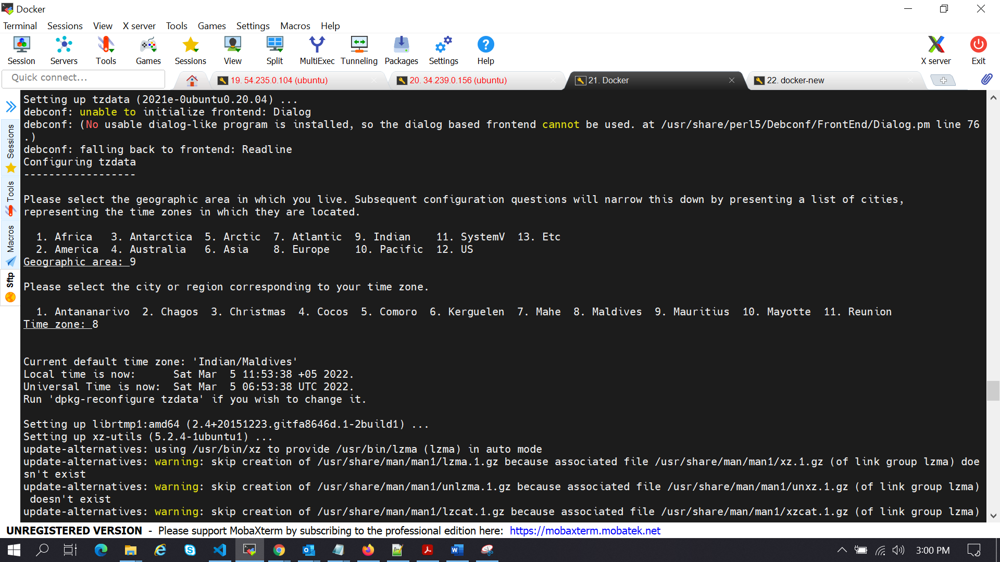 Docker
Terminal Sessions View X server Tools Games Settings Macros Help
Session Servers Tools Games Sessions View Split MultiExec Tunneling Packages Settings Help X server Exit
Quick connect...
19. 54.235.0.104 (ubuntu)
20. 34.239.0.156 (ubuntu)
21. Docker
22. docker-new
Sessions
Tools
Macros
Sftp
Setting up tzdata (2021e-0ubuntu0.20.04) ...
debconf: unable to initialize frontend: Dialog
debconf: (No usable dialog-like program is installed, so the dialog based frontend cannot be used. at /usr/share/perl5/Debconf/FrontEnd/Dialog.pm line 76
.)
debconf: falling back to frontend: Readline
Configuring tzdata
------------------
Please select the geographic area in which you live. Subsequent configuration questions will narrow this down by presenting a list of cities,
representing the time zones in which they are located.
1. Africa 3. Antarctica 5. Arctic 7. Atlantic 9. Indian 11. SystemV 13. Etc
2. America 4. Australia 6. Asia 8. Europe 10. Pacific 12. US
Geographic area: 9
Please select the city or region corresponding to your time zone.
1. Antananarivo 2. Chagos 3. Christmas 4. Cocos 5. Comoro 6. Kerguelen 7. Mahe 8. Maldives 9. Mauritius 10. Mayotte 11. Reunion
Time zone: 8
Current default time zone: 'Indian/Maldives'
Local time is now: Sat Mar 5 11:53:38 +05 2022.
Universal Time is now: Sat Mar 5 06:53:38 UTC 2022.
Run 'dpkg-reconfigure tzdata' if you wish to change it.
Setting up librtmp1:amd64 (2.4+20151223.gitfa8646d.1-2build1) ...
Setting up xz-utils (5.2.4-1ubuntu1) ...
update-alternatives: using /usr/bin/xz to provide /usr/bin/lzma (lzma) in auto mode
update-alternatives: warning: skip creation of /usr/share/man/man1/lzma.1.gz because associated file /usr/share/man/man1/xz.1.gz (of link group lzma) doe
sn't exist
update-alternatives: warning: skip creation of /usr/share/man/man1/unlzma.1.gz because associated file /usr/share/man/man1/unxz.1.gz (of link group lzma)
doesn't exist
update-alternatives: warning: skip creation of /usr/share/man/man1/lzcat.1.gz because associated file /usr/share/man/man1/xzcat.1.gz (of link group lzma)
UNREGISTERED VERSION - Please support MobaXterm by subscribing to the professional edition here: https://mobaxterm.mobatek.net
3:00 PM